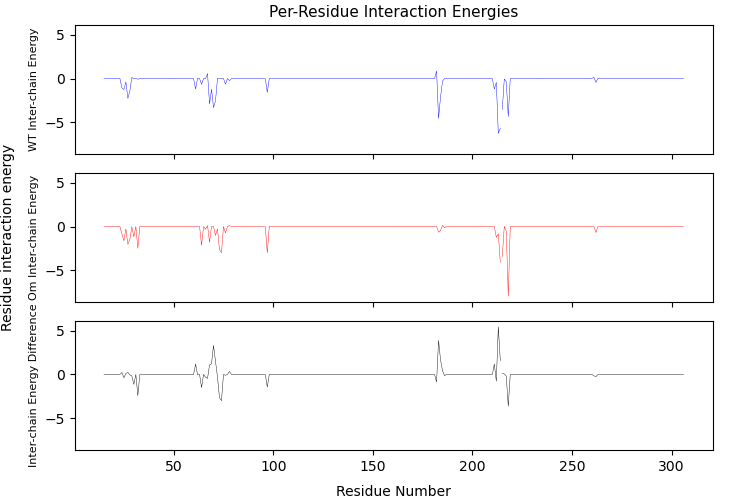 Per-Residue Interaction Energies
5
0
−5
WT Inter-chain Energy
5
0
−5
Om Inter-chain Energy
5
0
−5
Inter-chain Energy Difference
Residue interaction energy
50 100 150 200 250 300
Residue Number